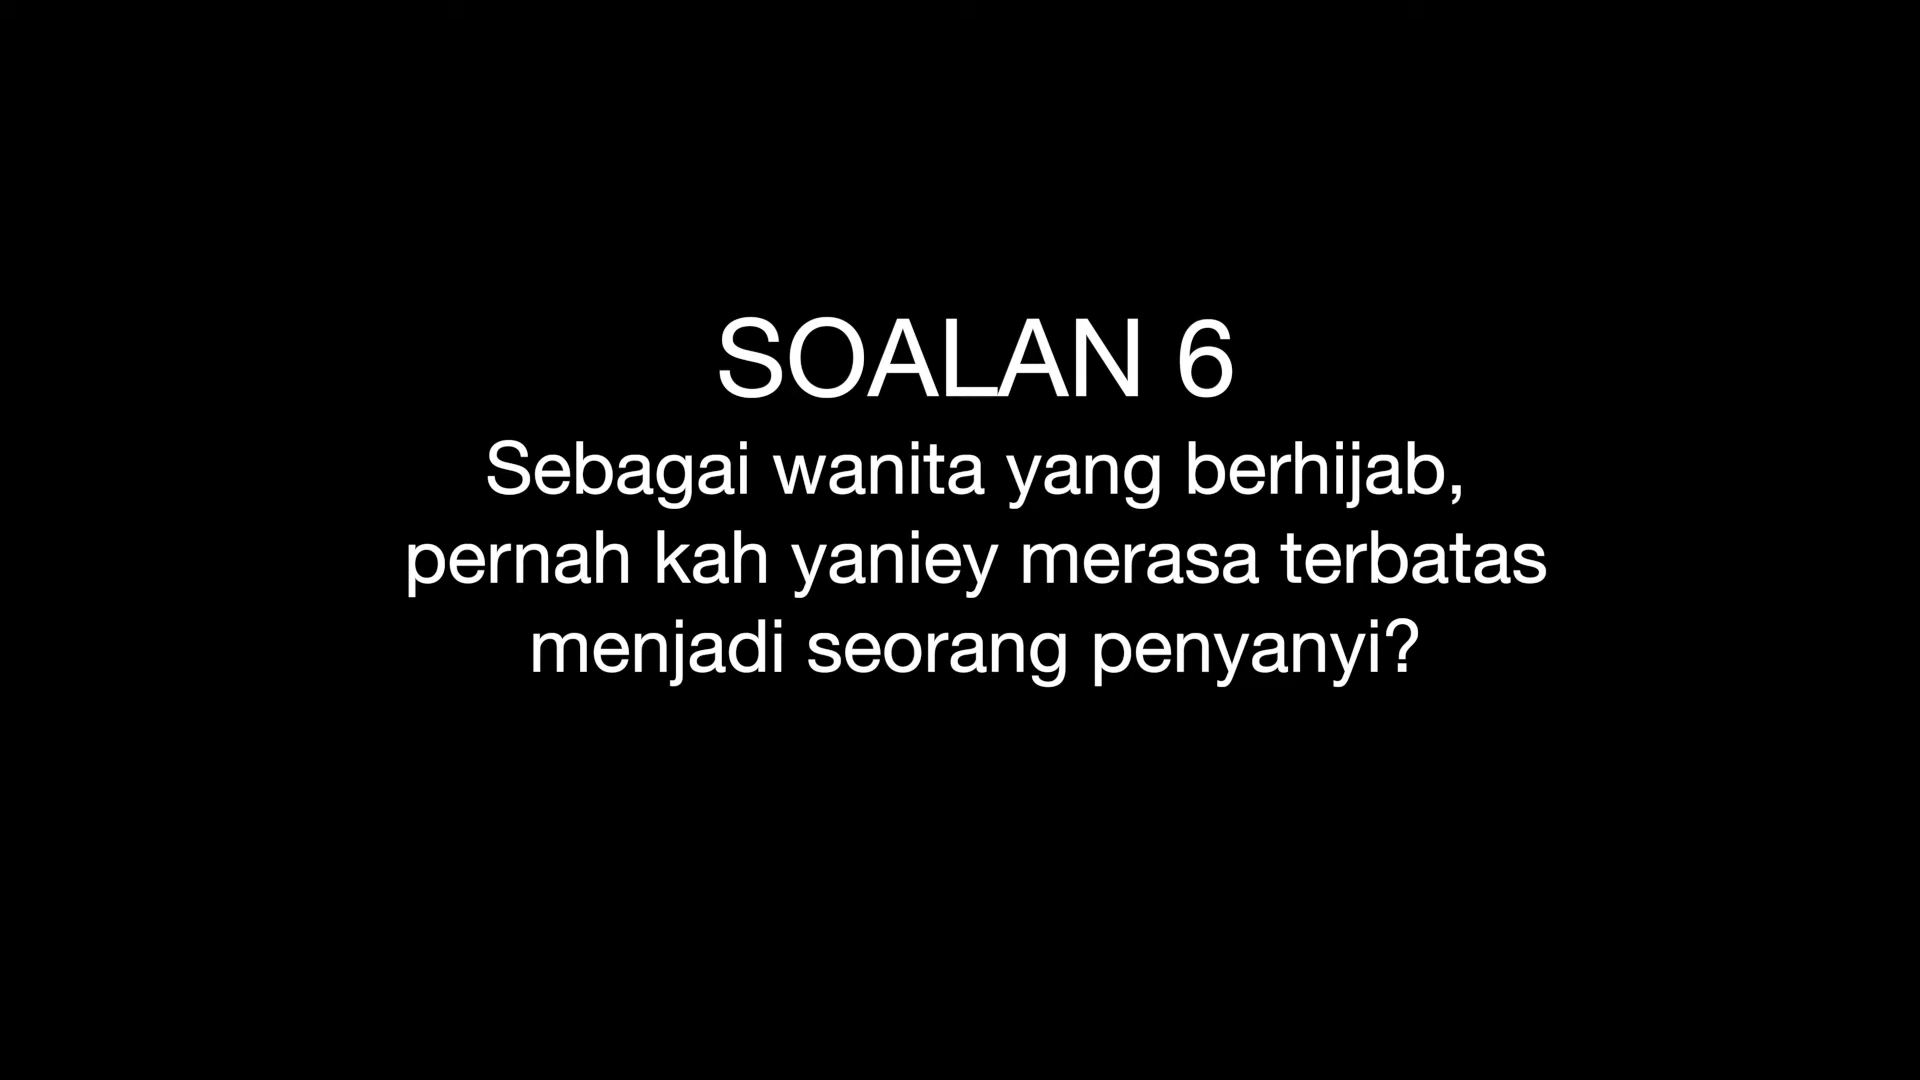 SOALAN 6
Sebagai wanita yang berhijab,
pernah kah yaniey merasa terbatas
menjadi seorang penyanyi?